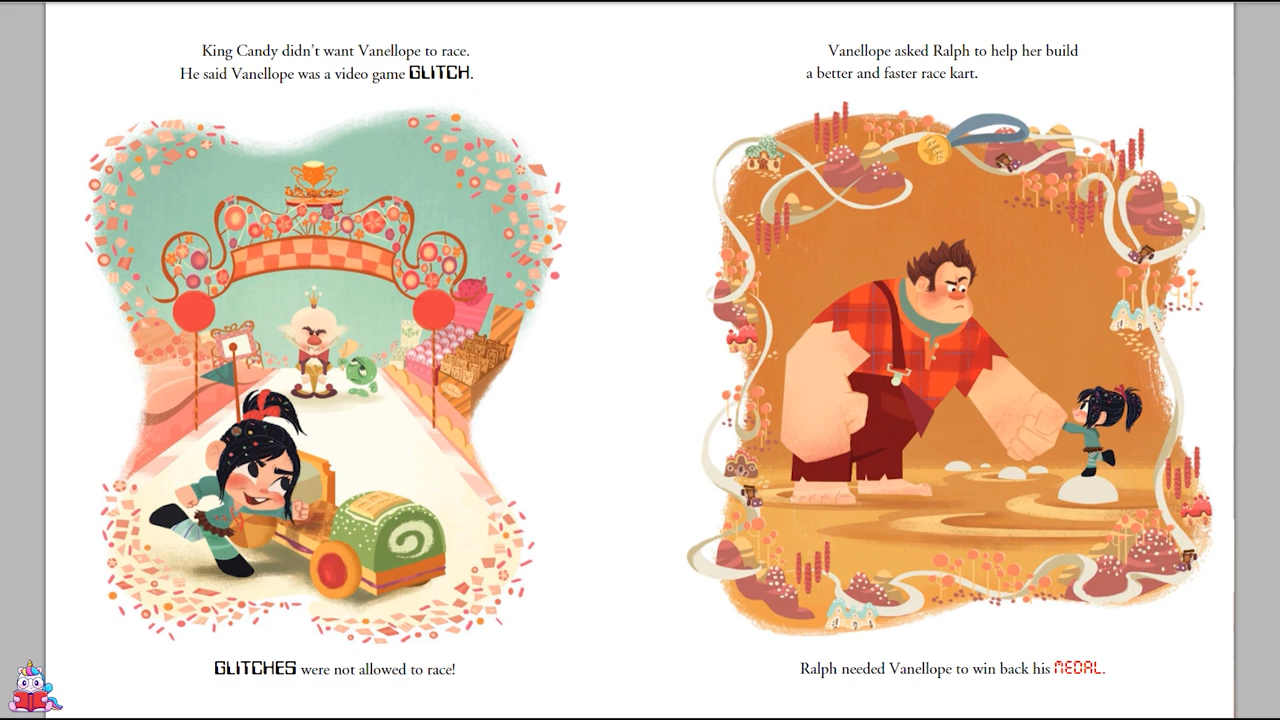 King Candy didn't want Vanellope to race.
He said Vanellope was a video game GLITCH.
GLITCHES were not allowed to race!
Vanellope asked Ralph to help her build
a better and faster race kart.
Ralph needed Vanellope to win back his MEDAL.